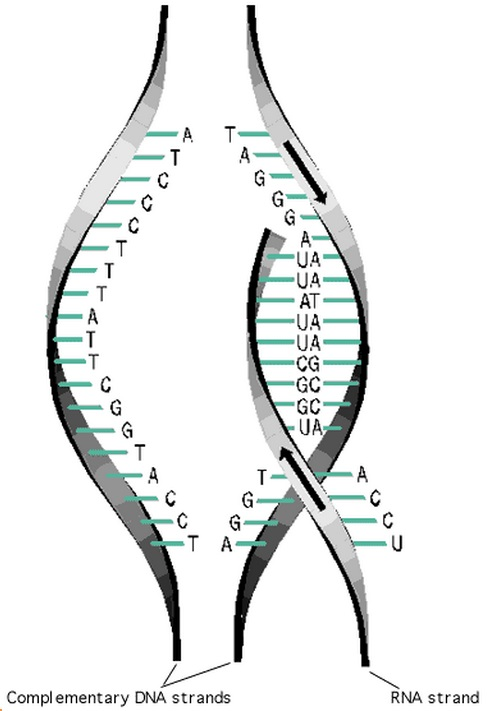 A T
T A
C G
C G
C G
T A
T UA
UA
T AT
A UA
T UA
T CG
C GC
G GC
G UA
T
A T A
C G C
C G C
T A U
Complementary DNA strands RNA strand